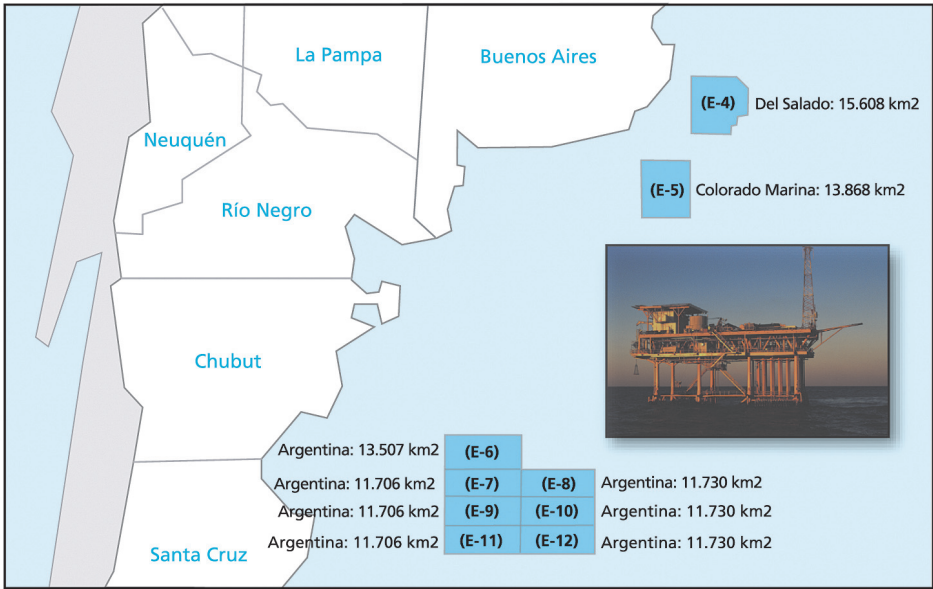 La Pampa
Buenos Aires
(E-4) Del Salado: 15.608 km2
Neuquén
(E-5) Colorado Marina: 13.868 km2
Río Negro
Chubut
Argentina: 13.507 km2 (E-6)
Argentina: 11.706 km2 (E-7) (E-8) Argentina: 11.730 km2
Argentina: 11.706 km2 (E-9) (E-10) Argentina: 11.730 km2
Argentina: 11.706 km2 (E-11) (E-12) Argentina: 11.730 km2
Santa Cruz